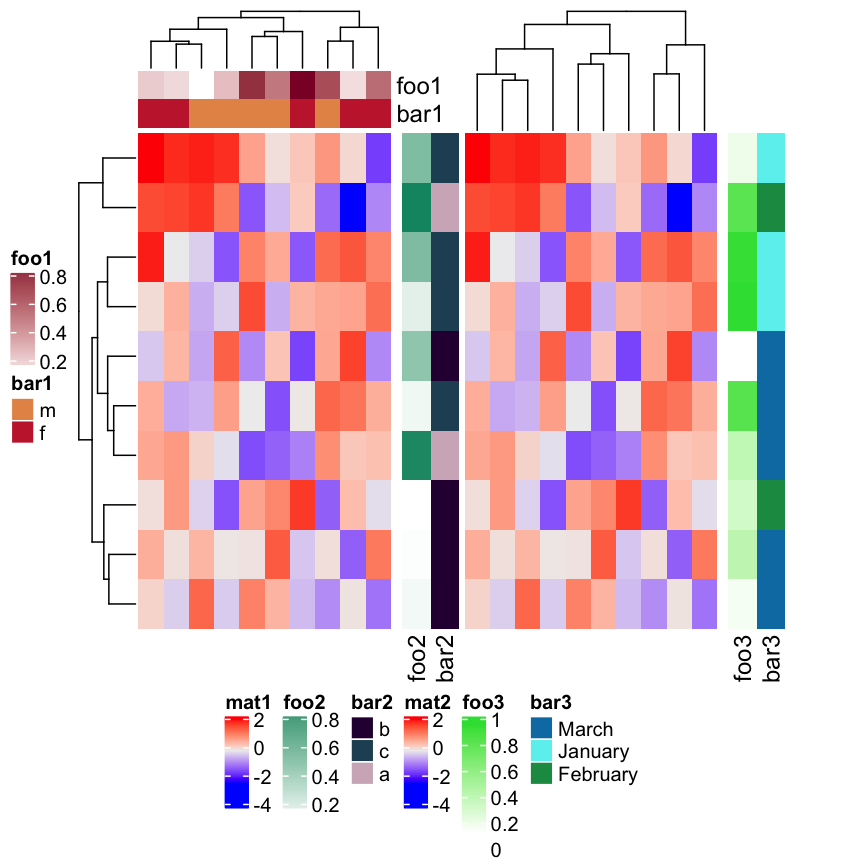 foo1
bar1
foo1
0.8
0.6
0.4
0.2
bar1
m
f
foo2 bar2
foo3 bar3
mat1 foo2 bar2 mat2 foo3 bar3
2 0.8 b 2 1 March
0 0.6 c 0 0.8 January
-2 0.4 a -2 0.6 February
-4 0.2 -4 0.4
0.2
0